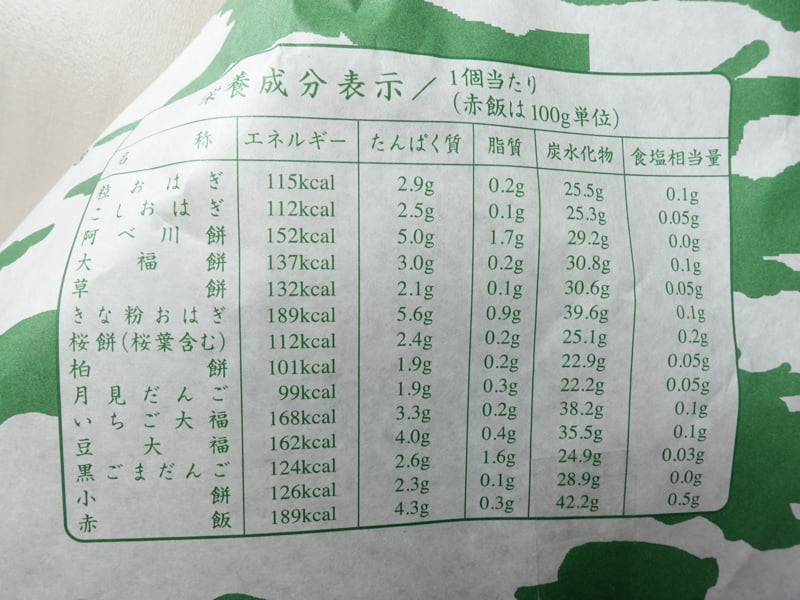 栄養成分表示／1個当たり(赤飯は100g単位)
名称 エネルギー たんぱく質 脂質 炭水化物 食塩相当量
粒おはぎ 115kcal 2.9g 0.2g 25.5g 0.1g
こしおはぎ 112kcal 2.5g 0.1g 25.3g 0.05g
阿べ川餅 152kcal 5.0g 1.7g 29.2g 0.0g
大福餅 137kcal 3.0g 0.2g 30.8g 0.1g
草餅 132kcal 2.1g 0.1g 30.6g 0.05g
きな粉おはぎ 189kcal 5.6g 0.9g 39.6g 0.1g
桜餅(桜葉含む) 112kcal 2.4g 0.2g 25.1g 0.2g
柏餅 101kcal 1.9g 0.2g 22.9g 0.05g
月見だんご 99kcal 1.9g 0.3g 22.2g 0.05g
いちご大福 168kcal 3.3g 0.2g 38.2g 0.1g
豆大福 162kcal 4.0g 0.4g 35.5g 0.1g
黒ごまだんご 124kcal 2.6g 1.6g 24.9g 0.03g
小餅 126kcal 2.3g 0.1g 28.9g 0.0g
赤飯 189kcal 4.3g 0.3g 42.2g 0.5g